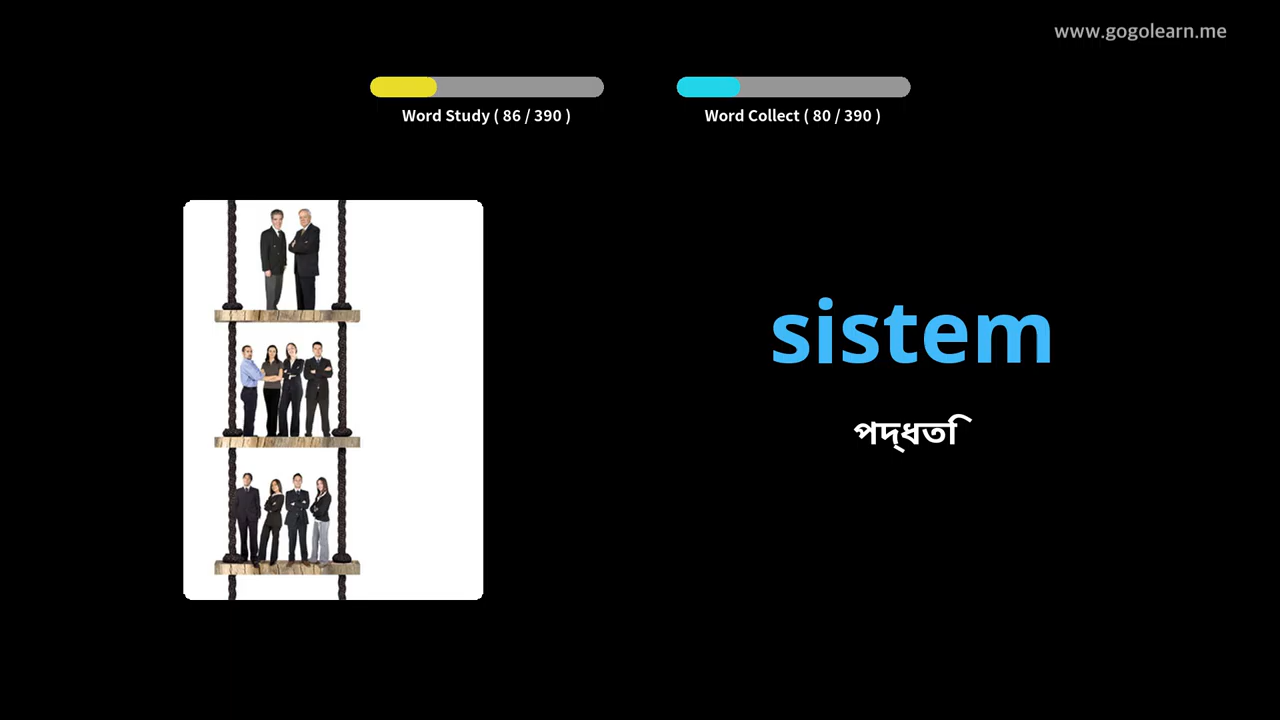 www.gogolearn.me
Word Study ( 86 / 390 )
Word Collect ( 80 / 390 )
sistem
পদ্ধতি